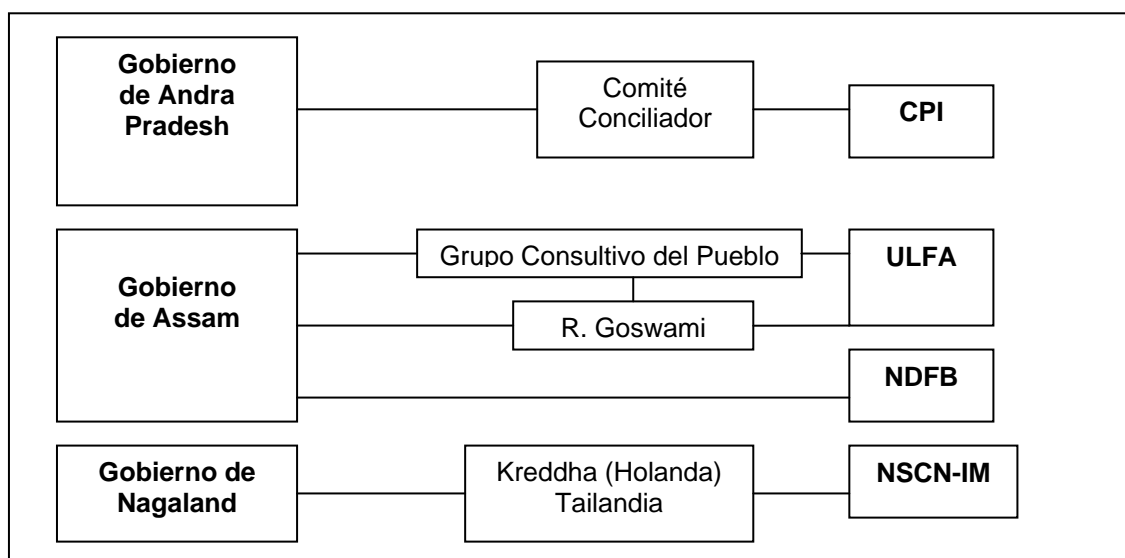 Gobierno
de Andra
Pradesh
Comité
Conciliador
CPI
Grupo Consultivo del Pueblo
ULFA
Gobierno
de Assam
R. Goswami
NDFB
Gobierno de
Nagaland
Kreddha (Holanda)
Tailandia
NSCN-IM